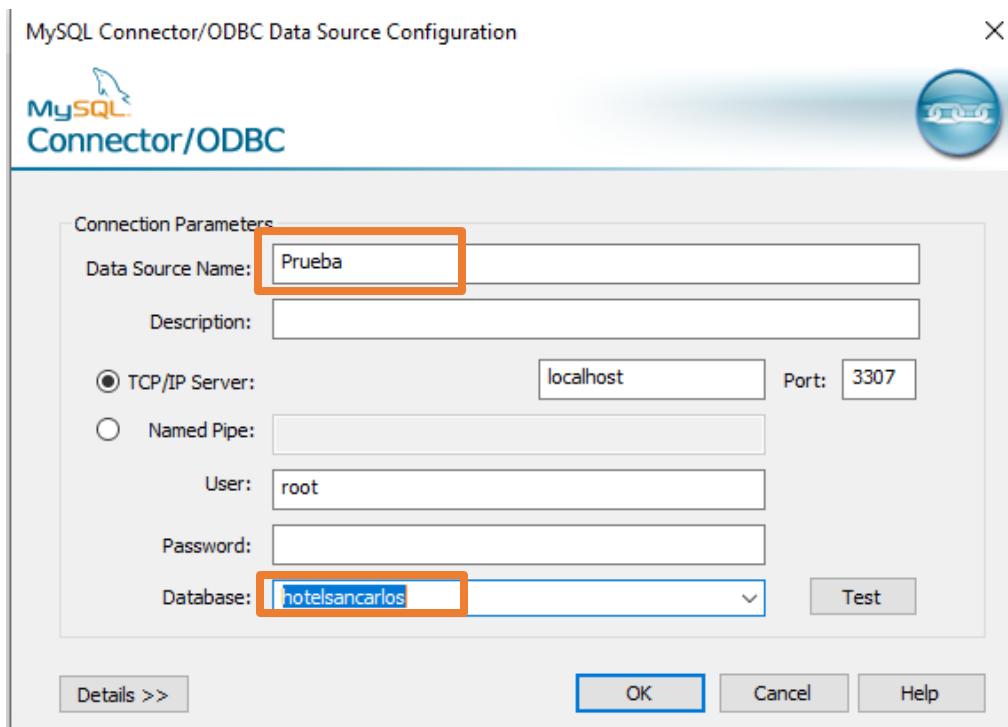 MySQL Connector/ODBC Data Source Configuration
MySQL
Connector/ODBC
Connection Parameters
Data Source Name: Prueba
Description:
TCP/IP Server: localhost Port: 3307
Named Pipe:
User: root
Password:
Database: hotelsancarlos Test
Details >> OK Cancel Help